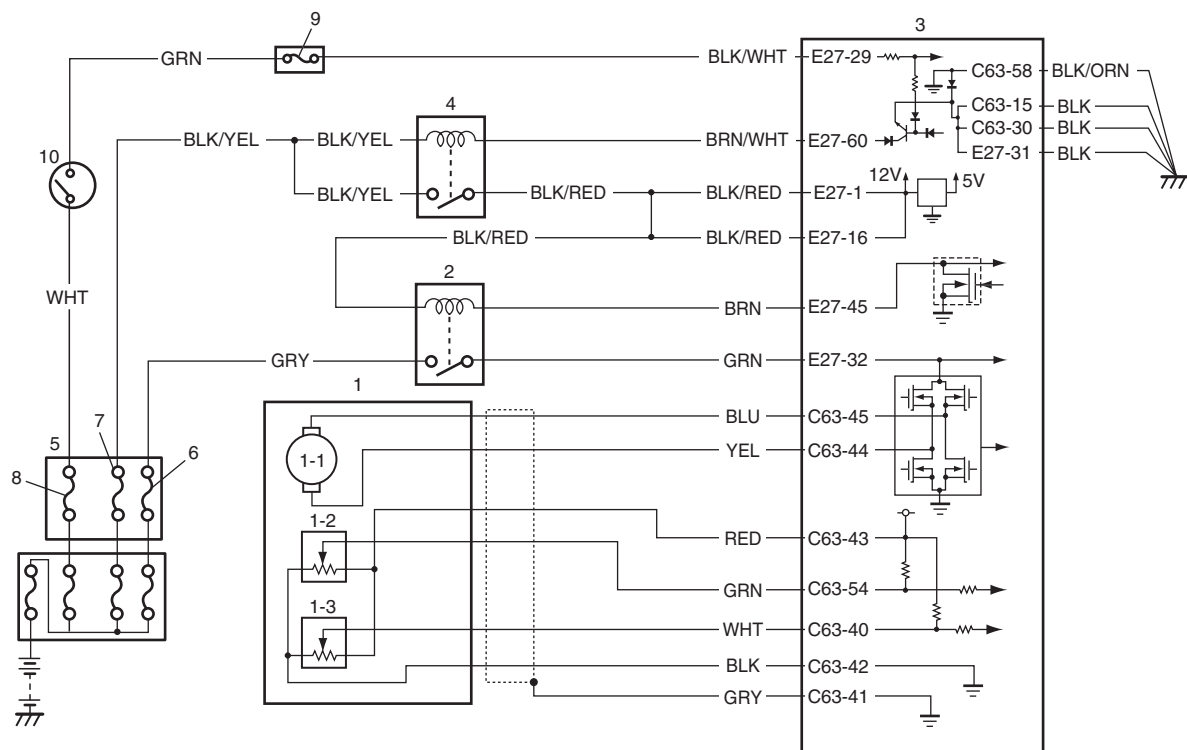 3
9
GRN
BLK/WHT
E27-29
C63-58
BLK/ORN
4
C63-15
BLK
BLK/YEL
BLK/YEL
BRN/WHT
E27-60
C63-30
BLK
10
E27-31
BLK
12V
5V
BLK/YEL
BLK/RED
BLK/RED
E27-1
BLK/RED
BLK/RED
E27-16
2
WHT
BRN
E27-45
GRY
GRN
E27-32
1
BLU
C63-45
7
5
6
1-1
YEL
C63-44
8
1-2
RED
C63-43
GRN
C63-54
1-3
WHT
C63-40
BLK
C63-42
GRY
C63-41